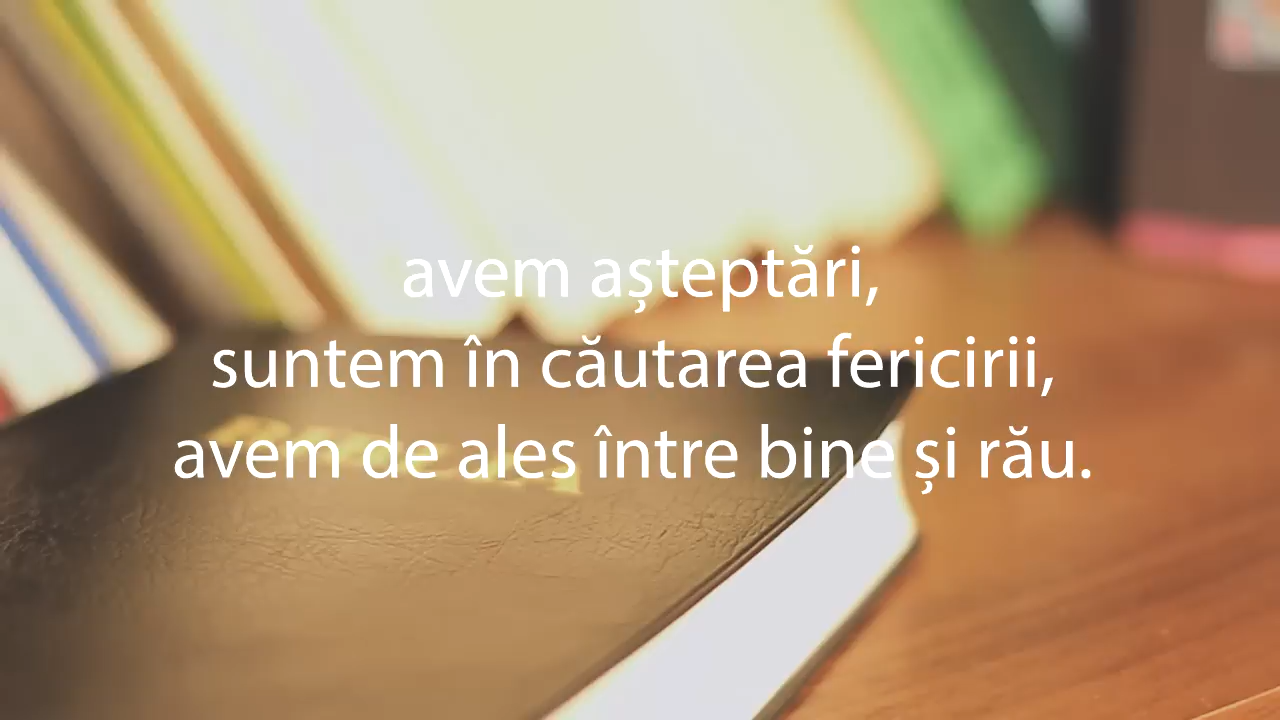 avem așteptări,
suntem în căutarea fericirii,
avem de ales între bine și rău.